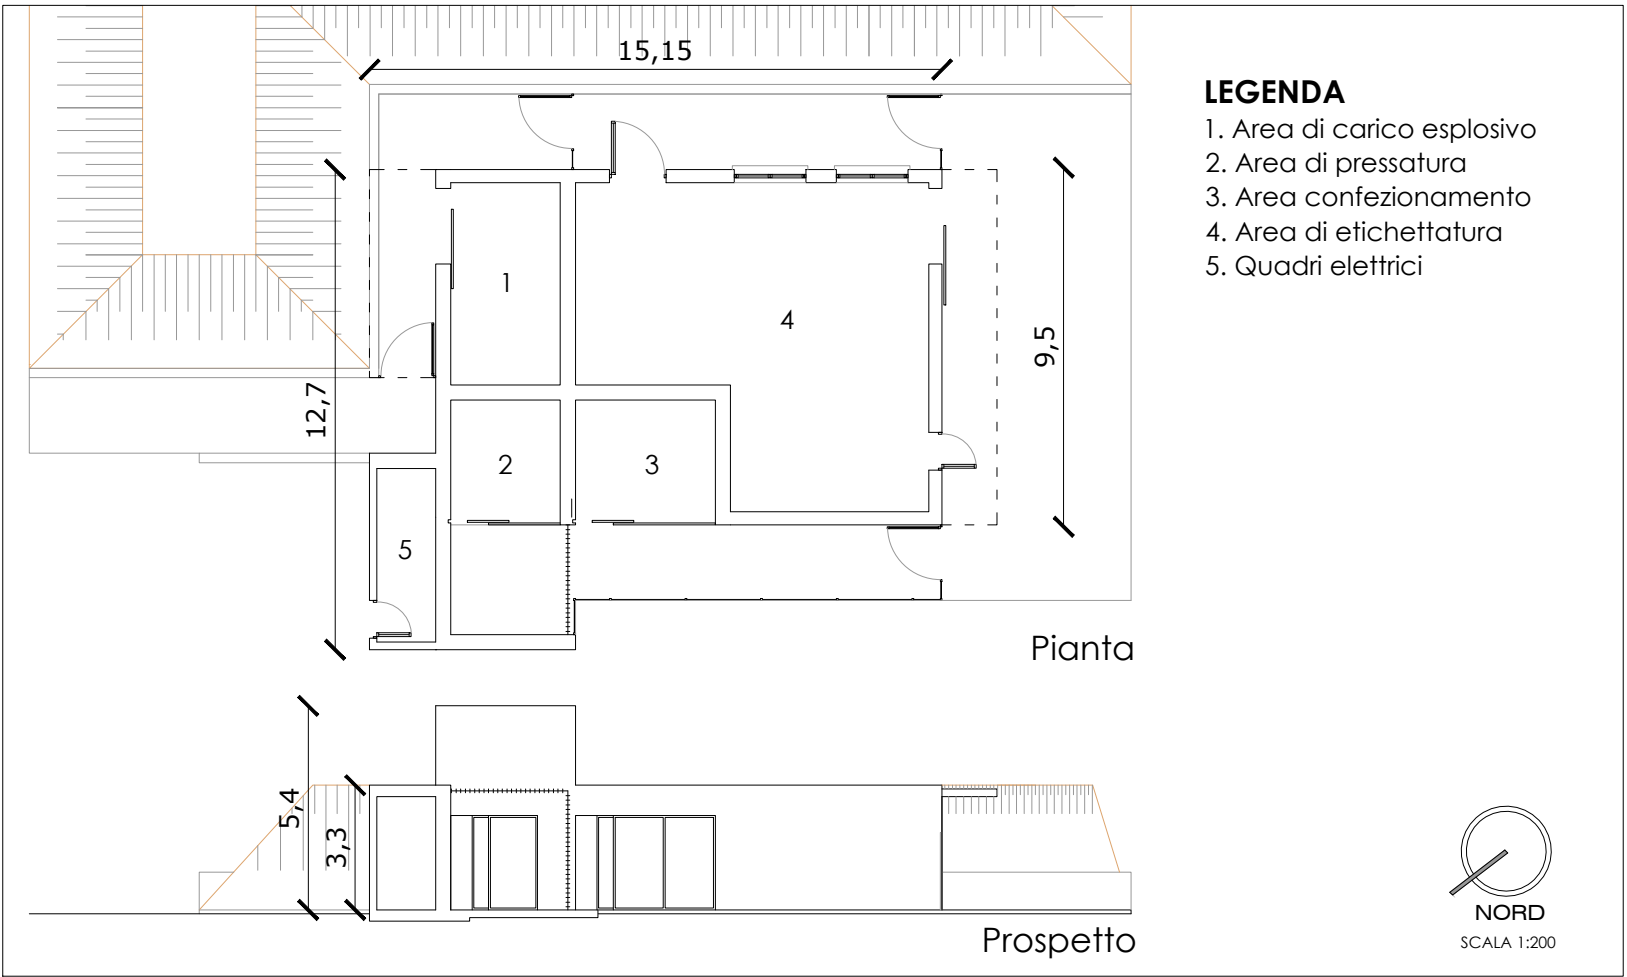 15,15
LEGENDA
1. Area di carico esplosivo
2. Area di pressatura
3. Area confezionamento
4. Area di etichettatura
5. Quadri elettrici
1
4
9,5
12,7
2
3
5
Pianta
5,4
3,3
Prospetto
NORD
SCALA 1:200